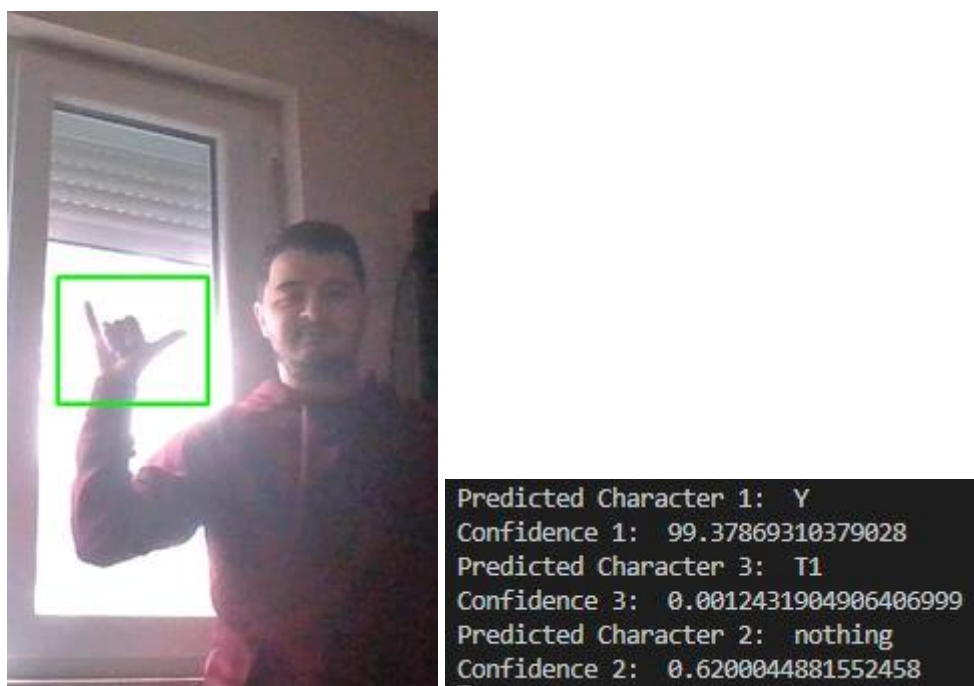 Predicted Character 1: Y
Confidence 1: 99.37869310379028
Predicted Character 3: T1
Confidence 3: 0.0012431904906406999
Predicted Character 2: nothing
Confidence 2: 0.6200044881552458